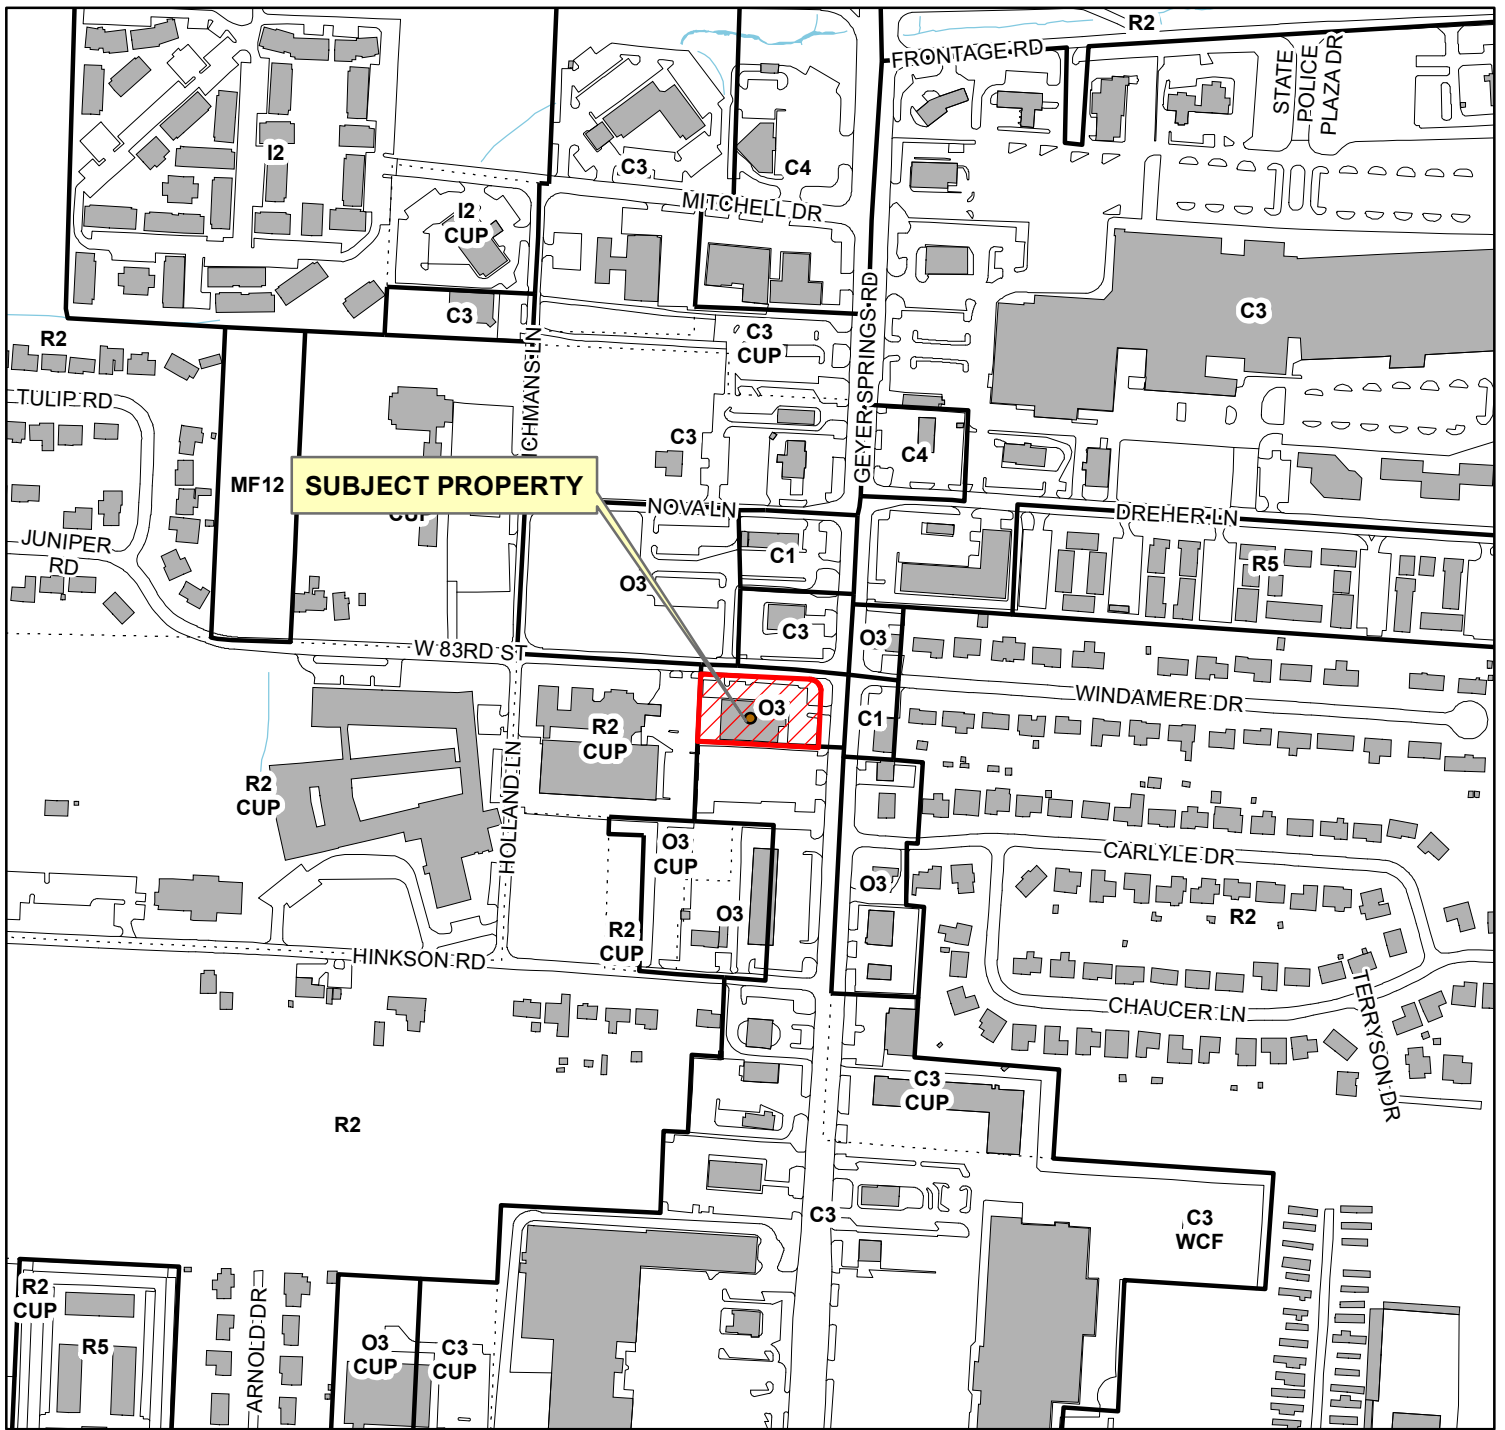 R2
FRONTAGE RD
STATE
POLICE
PLAZA DR
I2
C3
C4
I2
CUP
MITCHELL DR
C3
C3
CUP
C3
R2
GEYER SPRINGS RD
TULIP RD
CHMANS LN
C3
C4
MF12
SUBJECT PROPERTY
CUP
NOVA LN
DREHER LN
JUNIPER
RD
C1
R5
O3
C3
O3
W 83RD ST
WINDAMERE DR
O3
C1
R2
CUP
R2
CUP
HOLLAND LN
O3
CUP
CARLYLE DR
O3
O3
R2
R2
CUP
HINKSON RD
CHAUCER LN
TERRYSON DR
C3
CUP
R2
C3
C3
WCF
R2
CUP
R5
ARNOLD DR
O3
CUP
C3
CUP